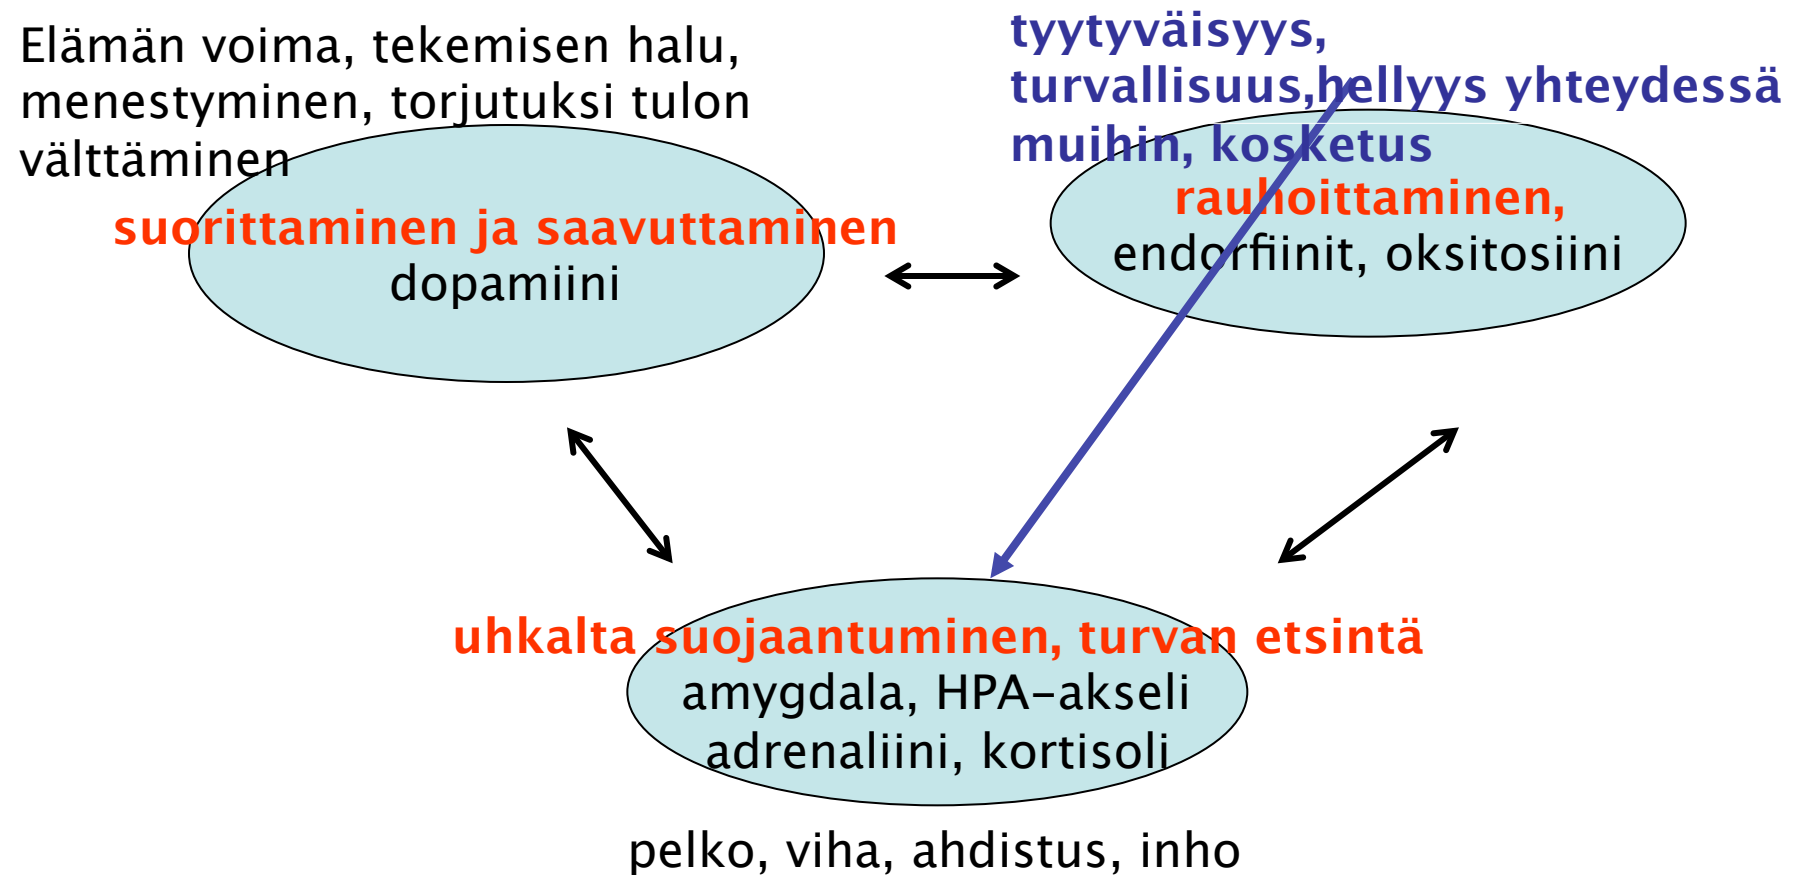 Elämän voima, tekemisen halu,
menestyminen, torjutuksi tulon
välttäminen
suorittaminen ja saavuttaminen
dopamiini
tyytyväisyys,
turvallisuus,hellyys yhteydessä
muihin, kosketus
rauhoittaminen,
endorfiinit, oksitosiini
uhkalta suojaantuminen, turvan etsintä
amygdala, HPA-akseli
adrenaliini, kortisoli
pelko, viha, ahdistus, inho